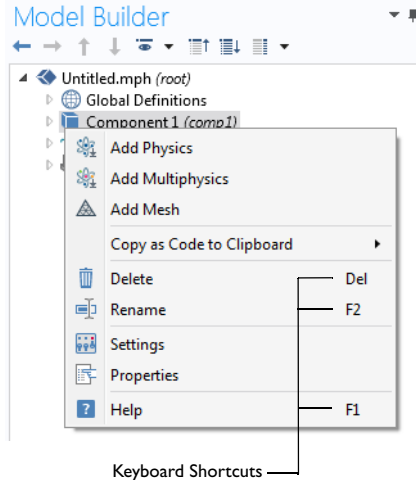 Model Builder
Untitled.mph (root)
Global Definitions
Component 1 (comp1)
Add Physics
Add Multiphysics
Add Mesh
Copy as Code to Clipboard
Delete Del
Rename F2
Settings
Properties
Help F1
Keyboard Shortcuts